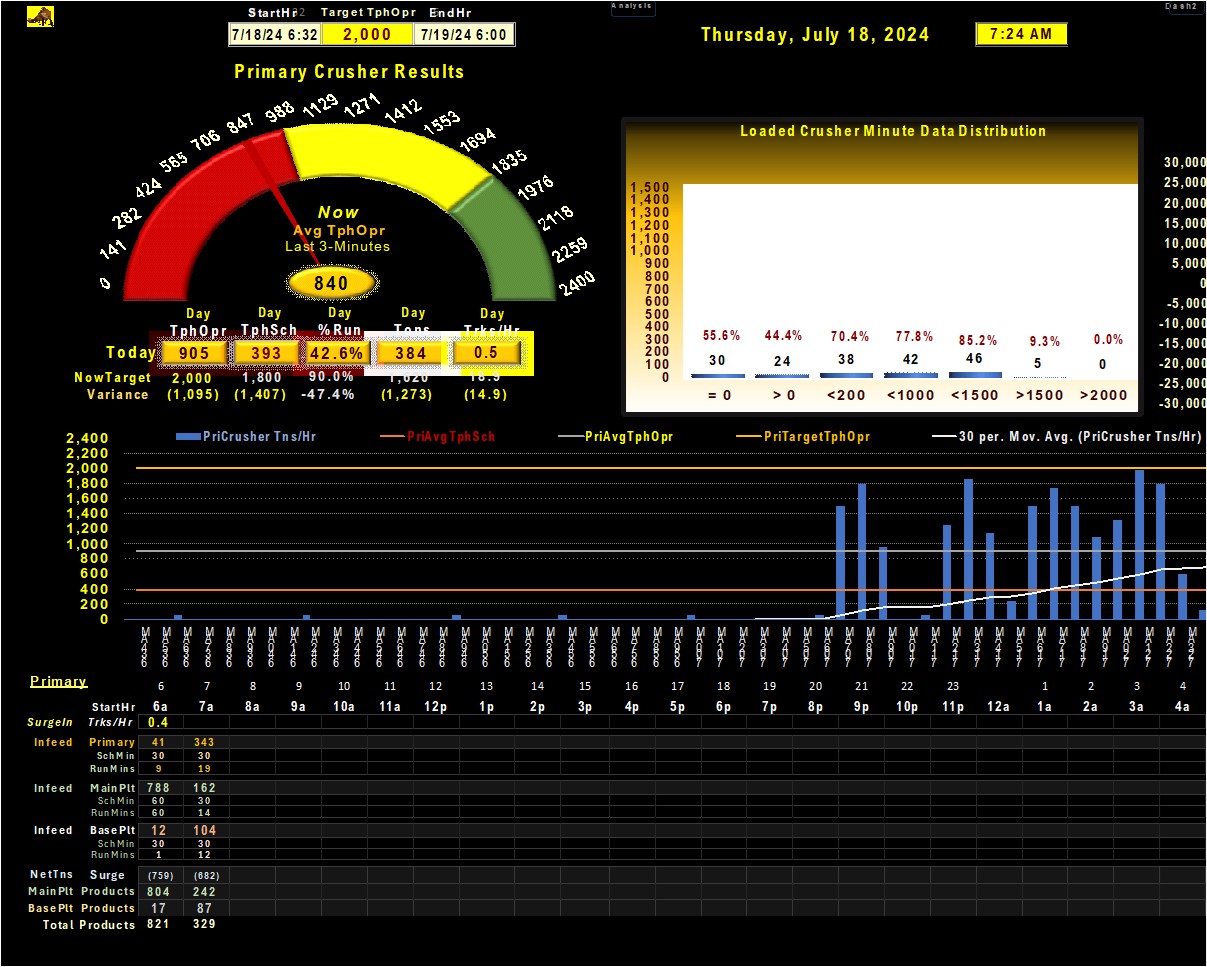 StartHr Target TphOpr EndHr
Analysis
Dash2
7/18/24 6:32 2,000 7/19/24 6:00
Thursday, July 18, 2024 7:24 AM
Primary Crusher Results
0 141 282 424 565 706 847 988 1129 1271 1412 1553 1694 1835 1976 2118 2259 2400
Now
Avg TphOpr
Last 3-Minutes
840
Day Day Day Day Day
TphOpr TphSch %Run Tons Trks/Hr
Today 905 393 42.6% 384 0.5
NowTarget 2,000 1,800 90.0% 18.9
Variance (1,095) (1,407) -47.4% (1,273) (14.9)
Loaded Crusher Minute Data Distribution
1,500
1,400
1,300
1,200
1,100
1,000
900
800
700
600
500
400
300
200
100
0
55.6% 44.4% 70.4% 77.8% 85.2% 9.3% 0.0%
30 24 38 42 46 5 0
= 0 > 0 <200 <1000 <1500 >1500 >2000
30,000
25,000
20,000
15,000
10,000
5,000
0
-5,000
-10,000
-15,000
-20,000
-25,000
-30,000
PriCrusher Tns/Hr PriAvgTphSch PriAvgTphOpr PriTargetTphOpr 30 per. Mov. Avg. (PriCrusher Tns/Hr)
2,400
2,200
2,000
1,800
1,600
1,400
1,200
1,000
800
600
400
200
0
Primary 6 7 8 9 10 11 12 13 14 15 16 17 18 19 20 21 22 23 1 2 3 4
StartHr 6a 7a 8a 9a 10a 11a 12p 1p 2p 3p 4p 5p 6p 7p 8p 9p 10p 11p 12a 1a 2a 3a 4a
SurgeIn Trks/Hr 0.4
Infeed Primary 41 343
SchMin 30 30
RunMins 9 19
Infeed MainPlt 788 162
SchMin 60 30
RunMins 60 14
Infeed BasePlt 12 104
SchMin 30 30
RunMins 1 12
NetTns Surge (759) (682)
MainPlt Products 804 242
BasePlt Products 17 87
Total Products 821 329